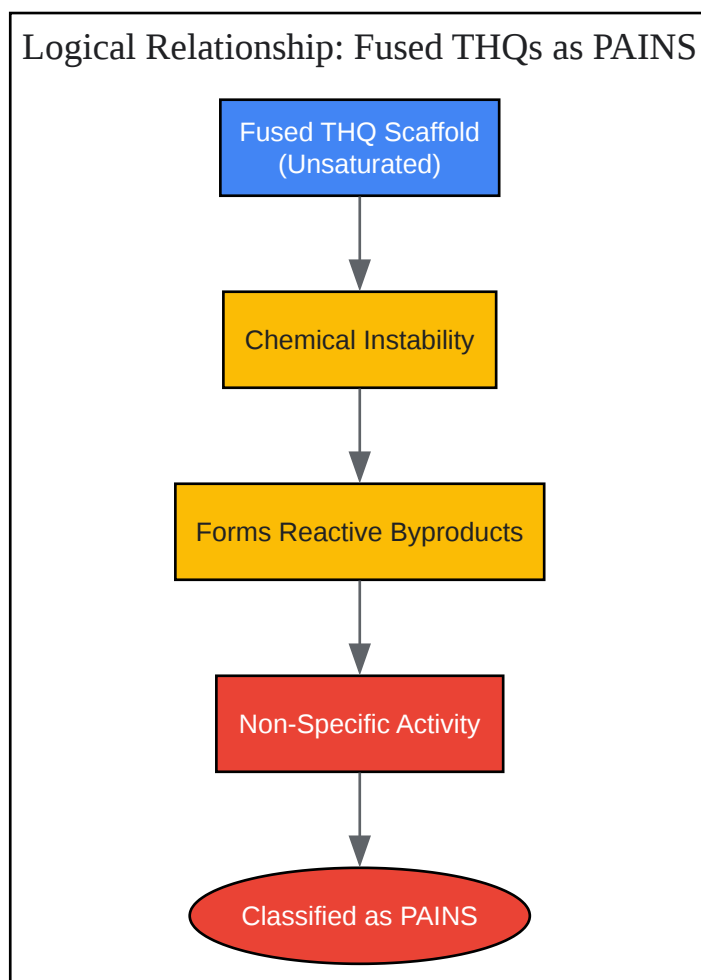 Logical Relationship: Fused THQs as PAINS
Fused THQ Scaffold
(Unsaturated)
Chemical Instability
Forms Reactive Byproducts
Non-Specific Activity
Classified as PAINS